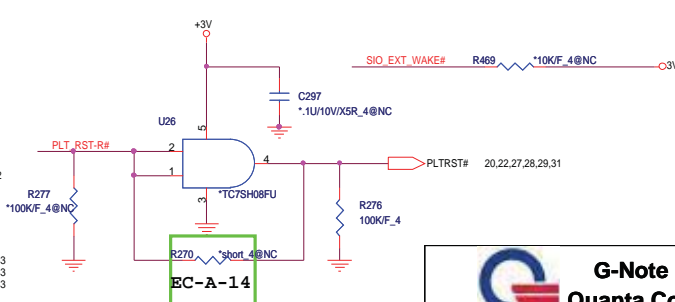 +3V
SIO_EXT_WAKE# R469 *10K/F_4@NC 3V
C297
*.1U/10V/X5R_4@NC
U26
5
PLT_RST-R# 2
4 PLTRST# 20,22,27,28,29,31
1
R277
*100K/F_4@NC
*TC7SH08FU
3
R276
100K/F_4
R270 *short_4@NC
EC-A-14
3
3
3
G-Note
Quanta Co